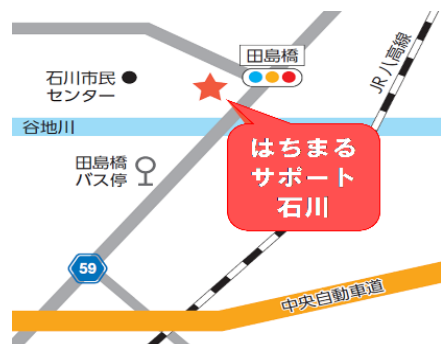 田島橋
石川市民
センター
JR八高線
谷地川
はちまる
サポート
石川
田島橋
バス停
59
中央自動車道